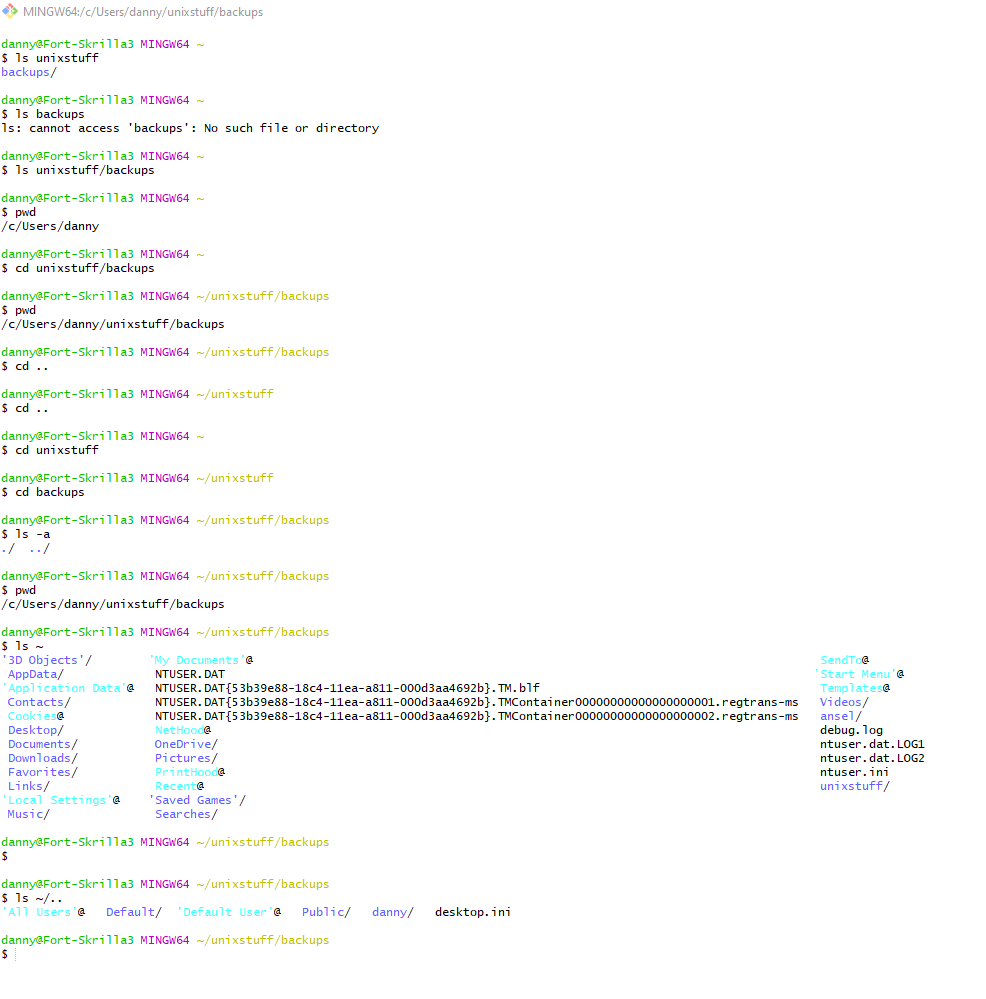 MINGW64:/c/Users/danny/unixstuff/backups
danny@Fort-Skrilla3 MINGW64 ~
$ ls unixstuff
backups/
danny@Fort-Skrilla3 MINGW64 ~
$ ls backups
ls: cannot access 'backups': No such file or directory
danny@Fort-Skrilla3 MINGW64 ~
$ ls unixstuff/backups
danny@Fort-Skrilla3 MINGW64 ~
$ pwd
/c/Users/danny
danny@Fort-Skrilla3 MINGW64 ~
$ cd unixstuff/backups
danny@Fort-Skrilla3 MINGW64 ~/unixstuff/backups
$ pwd
/c/Users/danny/unixstuff/backups
danny@Fort-Skrilla3 MINGW64 ~/unixstuff/backups
$ cd ..
danny@Fort-Skrilla3 MINGW64 ~/unixstuff
$ cd ..
danny@Fort-Skrilla3 MINGW64 ~
$ cd unixstuff
danny@Fort-Skrilla3 MINGW64 ~/unixstuff
$ cd backups
danny@Fort-Skrilla3 MINGW64 ~/unixstuff/backups
$ ls -a
./  ../
danny@Fort-Skrilla3 MINGW64 ~/unixstuff/backups
$ pwd
/c/Users/danny/unixstuff/backups
danny@Fort-Skrilla3 MINGW64 ~/unixstuff/backups
$ ls ~
'3D Objects'/ 'My Documents'@ SendTo@
AppData/ NTUSER.DAT 'Start Menu'@
'Application Data'@ NTUSER.DAT{53b39e88-18c4-11ea-a811-000d3aa4692b}.TM.blf Templates@
Contacts/ NTUSER.DAT{53b39e88-18c4-11ea-a811-000d3aa4692b}.TMContainer00000000000000000001.regtrans-ms Videos/
Cookies@ NTUSER.DAT{53b39e88-18c4-11ea-a811-000d3aa4692b}.TMContainer00000000000000000002.regtrans-ms ansel/
Desktop/ NetHood@ debug.log
Documents/ OneDrive/ ntuser.dat.LOG1
Downloads/ Pictures/ ntuser.dat.LOG2
Favorites/ PrintHood@ ntuser.ini
Links/ Recent@ unixstuff/
'Local Settings'@ 'Saved Games'/
Music/ Searches/
danny@Fort-Skrilla3 MINGW64 ~/unixstuff/backups
$
danny@Fort-Skrilla3 MINGW64 ~/unixstuff/backups
$ ls ~/..
'All Users'@ Default/ 'Default User'@ Public/ danny/ desktop.ini
danny@Fort-Skrilla3 MINGW64 ~/unixstuff/backups
$